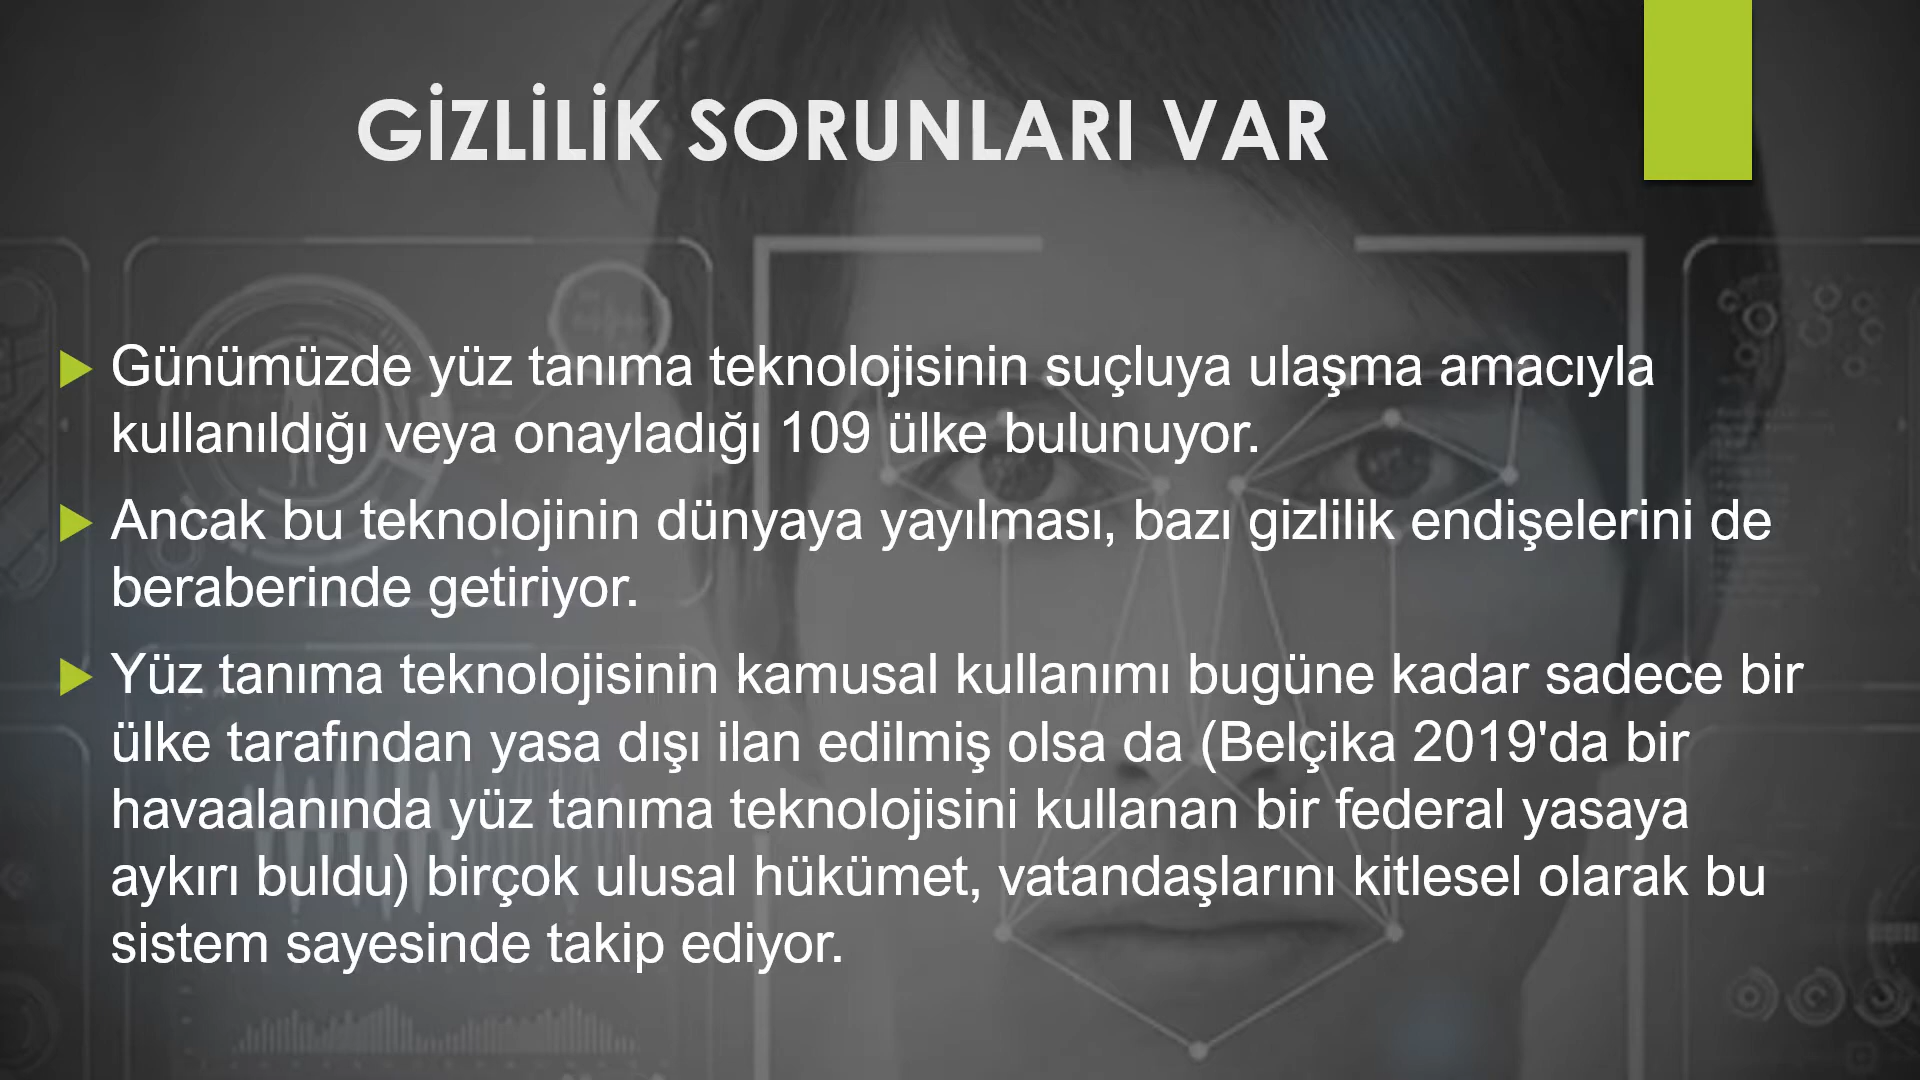 GİZLİLİK SORUNLARI VAR
Günümüzde yüz tanıma teknolojisinin suçluya ulaşma amacıyla
kullanıldığı veya onayladığı 109 ülke bulunuyor.
Ancak bu teknolojinin dünyaya yayılması, bazı gizlilik endişelerini de
beraberinde getiriyor.
Yüz tanıma teknolojisinin kamusal kullanımı bugüne kadar sadece bir
ülke tarafından yasa dışı ilan edilmiş olsa da (Belçika 2019'da bir
havaalanında yüz tanıma teknolojisini kullanan bir federal yasaya
aykırı buldu) birçok ulusal hükümet, vatandaşlarını kitlesel olarak bu
sistem sayesinde takip ediyor.